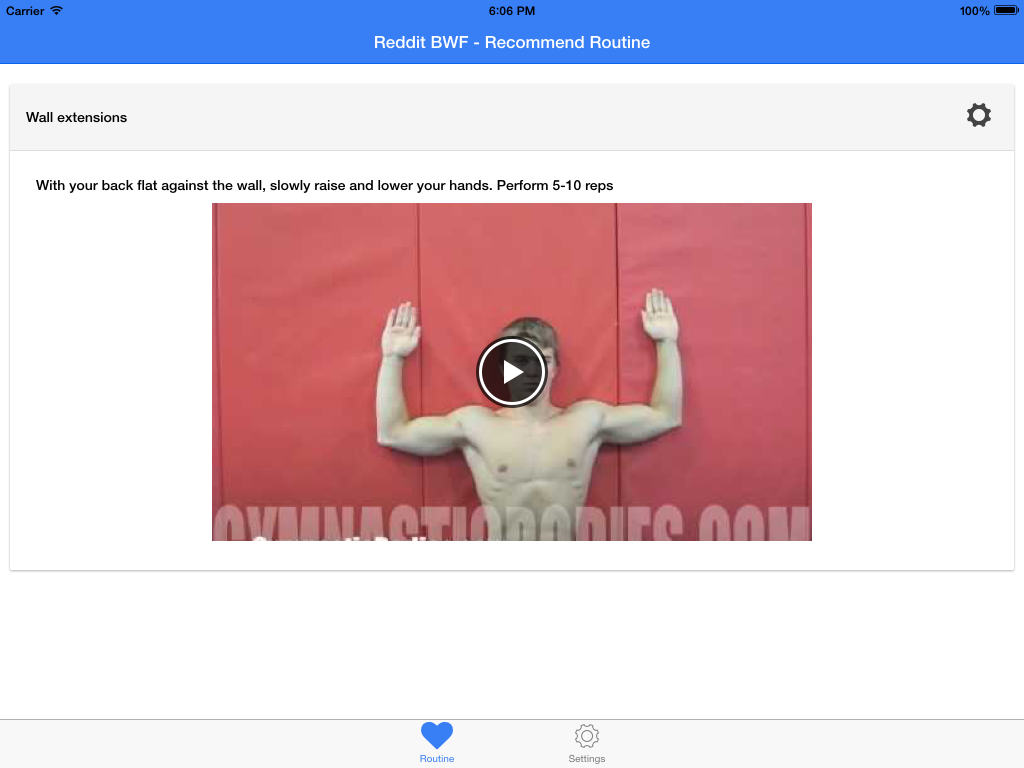 Carrier
6:06 PM
100%
Reddit BWF - Recommend Routine
Wall extensions
With your back flat against the wall, slowly raise and lower your hands. Perform 5-10 reps
GYMNASTICBODIES.COM
Routine
Settings